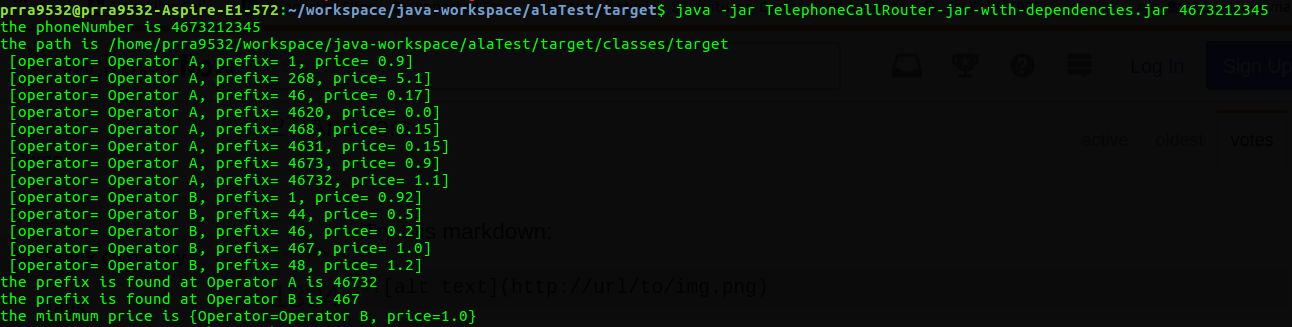 prra9532@prra9532-Aspire-E1-572:~/workspace/java-workspace/alaTest/target$ java -jar TelephoneCallRouter-jar-with-dependencies.jar 4673212345
the phoneNumber is 4673212345
the path is /home/prra9532/workspace/java-workspace/alaTest/target/classes/target
[operator= Operator A, prefix= 1, price= 0.9]
[operator= Operator A, prefix= 268, price= 5.1]
Log In Sign Up
[operator= Operator A, prefix= 46, price= 0.17]
[operator= Operator A, prefix= 4620, price= 0.0]
[operator= Operator A, prefix= 468, price= 0.15]
[operator= Operator A, prefix= 4631, price= 0.15]
active oldest votes
[operator= Operator A, prefix= 4673, price= 0.9]
[operator= Operator A, prefix= 46732, price= 1.1]
[operator= Operator B, prefix= 1, price= 0.92]
[operator= Operator B, prefix= 44, price= 0.5]
[operator= Operator B, prefix= 46, price= 0.2]
markdown:
[operator= Operator B, prefix= 467, price= 1.0]
[operator= Operator B, prefix= 48, price= 1.2]
the prefix is found at Operator A is 46732
[alt text](http://url/to/img.png)
the prefix is found at Operator B is 467
the minimum price is {Operator=Operator B, price=1.0}